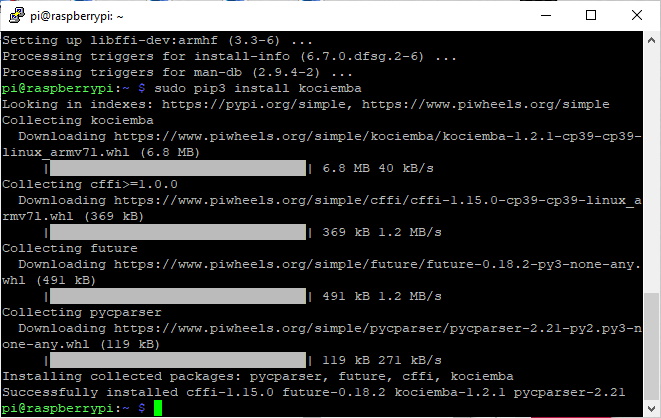 pi@raspberrypi: ~
Setting up libffi-dev:armhf (3.3-6) ...
Processing triggers for install-info (6.7.0.dfsg.2-6) ...
Processing triggers for man-db (2.9.4-2) ...
pi@raspberrypi:~ $ sudo pip3 install kociemba
Looking in indexes: https://pypi.org/simple, https://www.piwheels.org/simple
Collecting kociemba
  Downloading https://www.piwheels.org/simple/kociemba/kociemba-1.2.1-cp39-cp39-
linux_armv7l.whl (6.8 MB)
     |████████████████████████████████| 6.8 MB 40 kB/s
Collecting cffi>=1.0.0
  Downloading https://www.piwheels.org/simple/cffi/cffi-1.15.0-cp39-cp39-linux_a
rmv7l.whl (369 kB)
     |████████████████████████████████| 369 kB 1.2 MB/s
Collecting future
  Downloading https://www.piwheels.org/simple/future/future-0.18.2-py3-none-any.
whl (491 kB)
     |████████████████████████████████| 491 kB 1.2 MB/s
Collecting pycparser
  Downloading https://www.piwheels.org/simple/pycparser/pycparser-2.21-py2.py3-n
one-any.whl (119 kB)
     |████████████████████████████████| 119 kB 271 kB/s
Installing collected packages: pycparser, future, cffi, kociemba
Successfully installed cffi-1.15.0 future-0.18.2 kociemba-1.2.1 pycparser-2.21
pi@raspberrypi:~ $